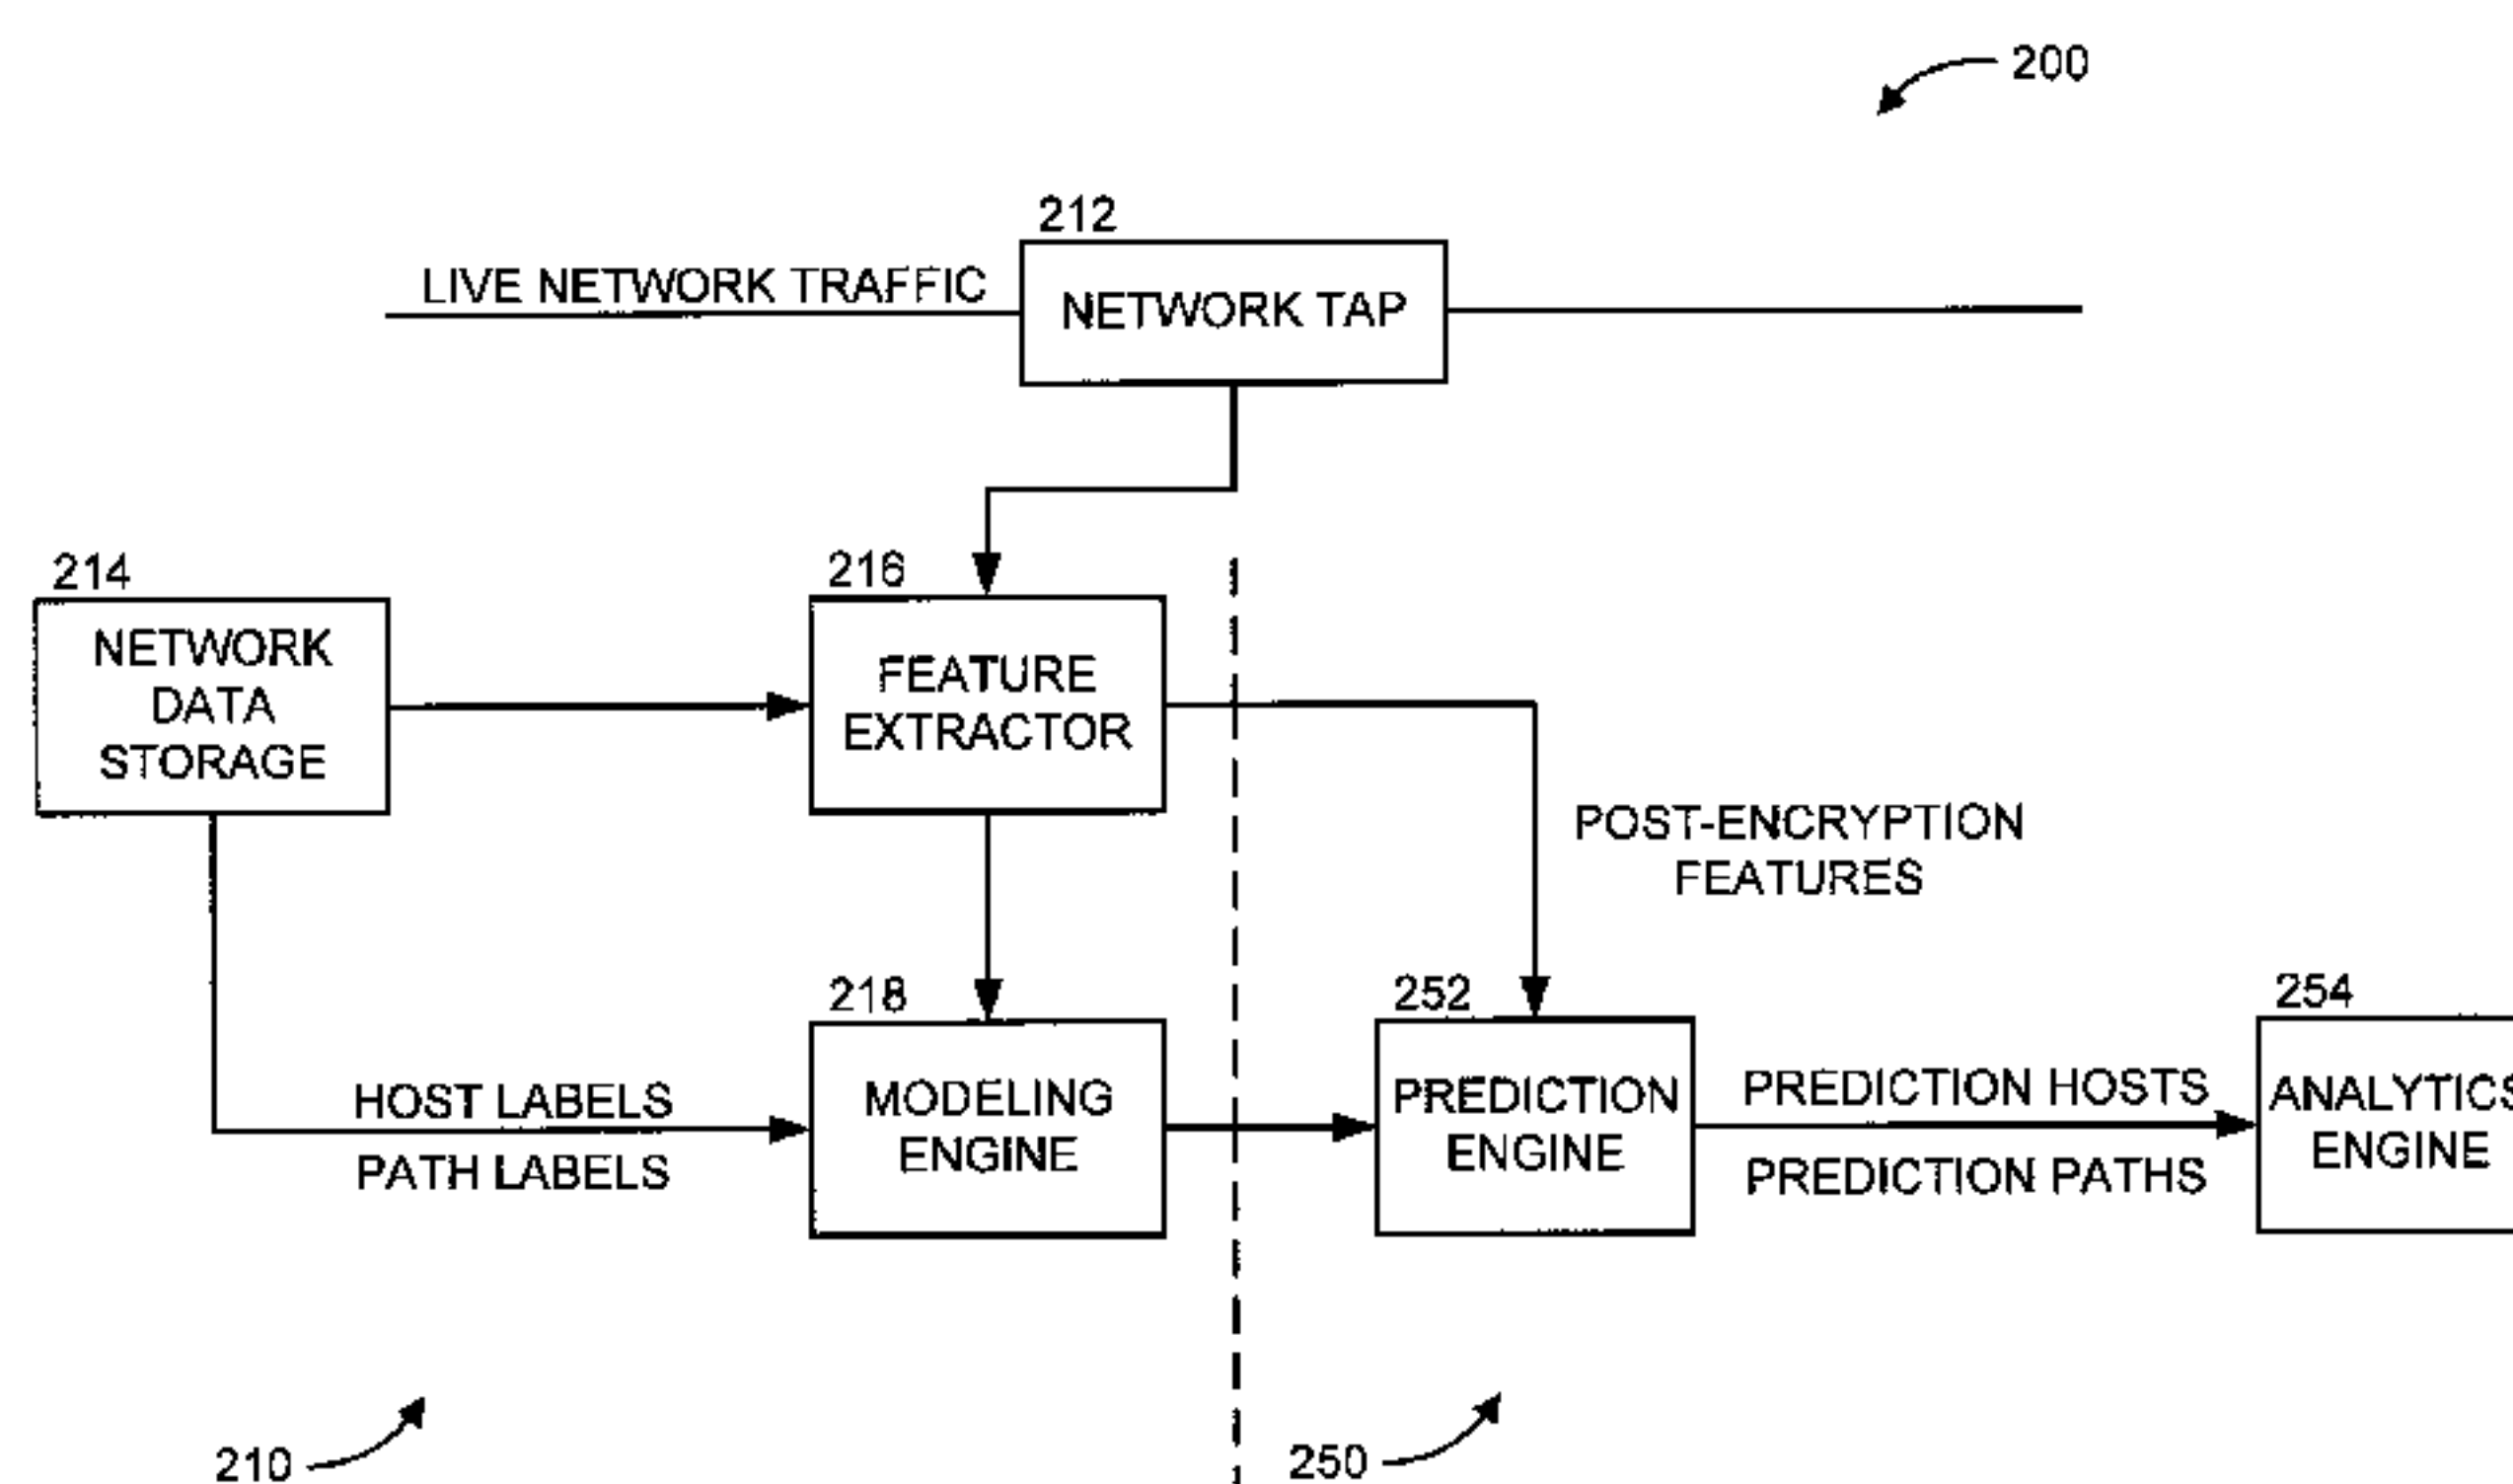 200
212
LIVE NETWORK TRAFFIC
NETWORK TAP
214
NETWORK
DATA
STORAGE
216
FEATURE
EXTRACTOR
POST-ENCRYPTION
FEATURES
218
MODELING
ENGINE
HOST LABELS
PATH LABELS
252
PREDICTION
ENGINE
PREDICTION HOSTS
PREDICTION PATHS
254
ANALYTICS
ENGINE
210
250